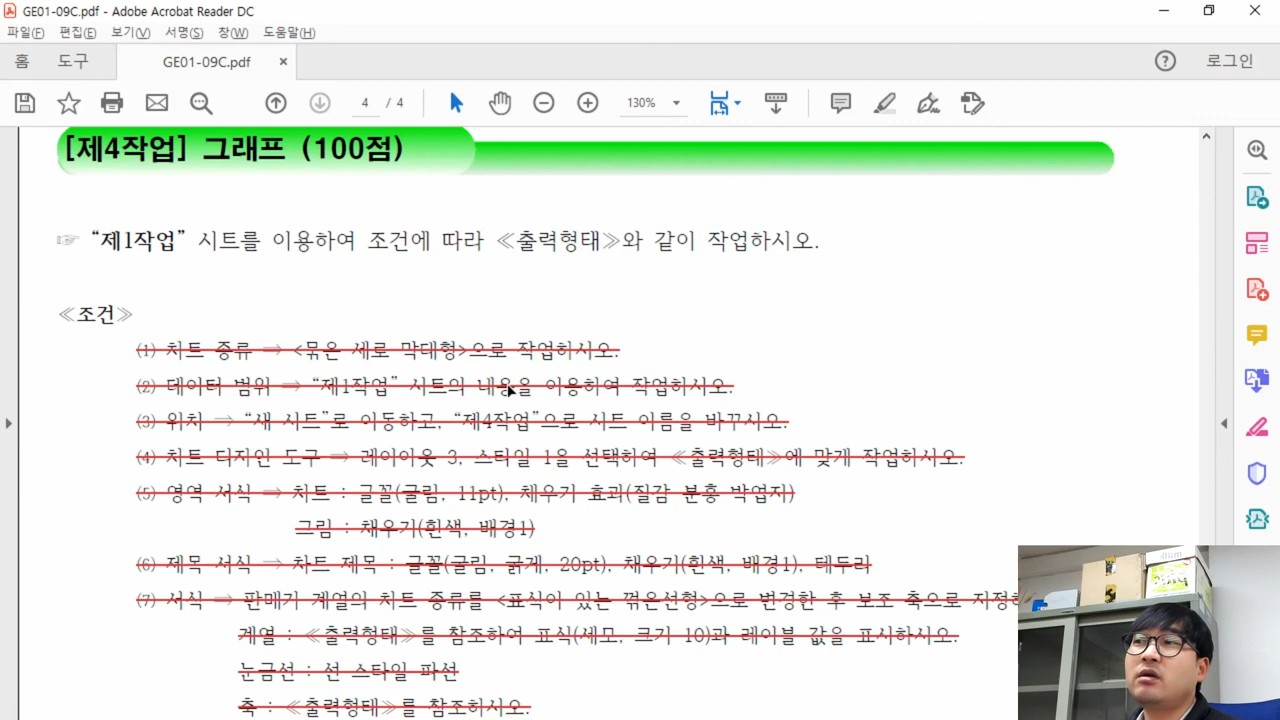 GE01-09C.pdf - Adobe Acrobat Reader DC
파일(F) 편집(E) 보기(V) 서명(S) 창(W) 도움말(H)
홈 도구 GE01-09C.pdf × 로그인
4 / 4 130%
[제4작업] 그래프 (100점)
☞ “제1작업” 시트를 이용하여 조건에 따라 ≪출력형태≫와 같이 작업하시오.
≪조건≫
(1) 차트 종류 ⇒ <묶은 세로 막대형>으로 작업하시오.
(2) 데이터 범위 ⇒ “제1작업” 시트의 내용을 이용하여 작업하시오.
(3) 위치 ⇒ “새 시트”로 이동하고, “제4작업”으로 시트 이름을 바꾸시오.
(4) 차트 디자인 도구 ⇒ 레이아웃 3, 스타일 1을 선택하여 ≪출력형태≫에 맞게 작업하시오.
(5) 영역 서식 ⇒ 차트 : 글꼴(굴림, 11pt), 채우기 효과(질감-분홍 박엽지)
그림 : 채우기(흰색, 배경1)
(6) 제목 서식 ⇒ 차트 제목 : 글꼴(굴림, 굵게, 20pt), 채우기(흰색, 배경1), 테두리
(7) 서식 ⇒ 판매가 계열의 차트 종류를 <표식이 있는 꺾은선형>으로 변경한 후 보조 축으로 지정하
계열 : ≪출력형태≫를 참조하여 표식(세모, 크기 10)과 레이블 값을 표시하시오.
눈금선 : 선 스타일-파선
축 : ≪출력형태≫를 참조하시오.